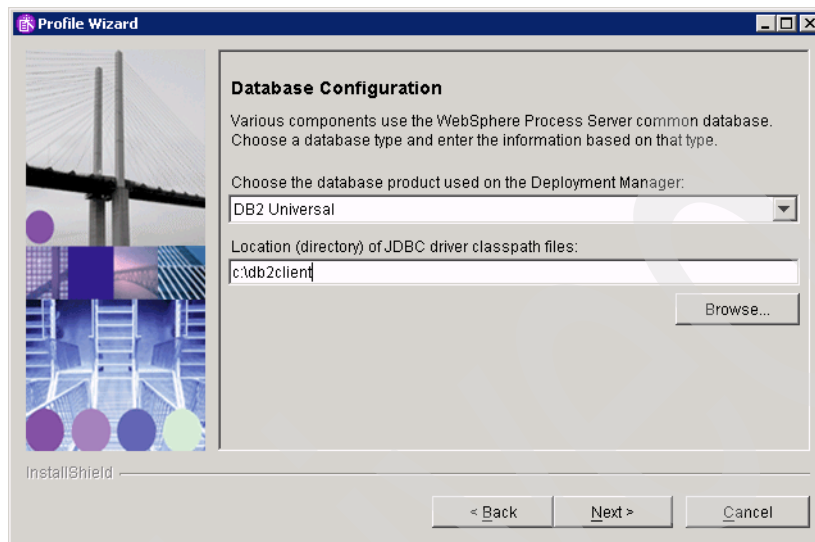 Profile Wizard
Database Configuration
Various components use the WebSphere Process Server common database.
Choose a database type and enter the information based on that type.
Choose the database product used on the Deployment Manager:
DB2 Universal
Location (directory) of JDBC driver classpath files:
c:\db2client
Browse...
InstallShield
< Back
Next >
Cancel